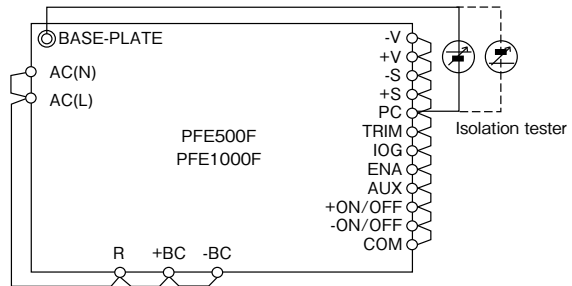 BASE-PLATE
AC(N)
AC(L)
PFE500F
PFE1000F
-V
+V
-S
+S
PC
TRIM
IOG
ENA
AUX
+ON/OFF
-ON/OFF
COM
Isolation tester
R +BC -BC